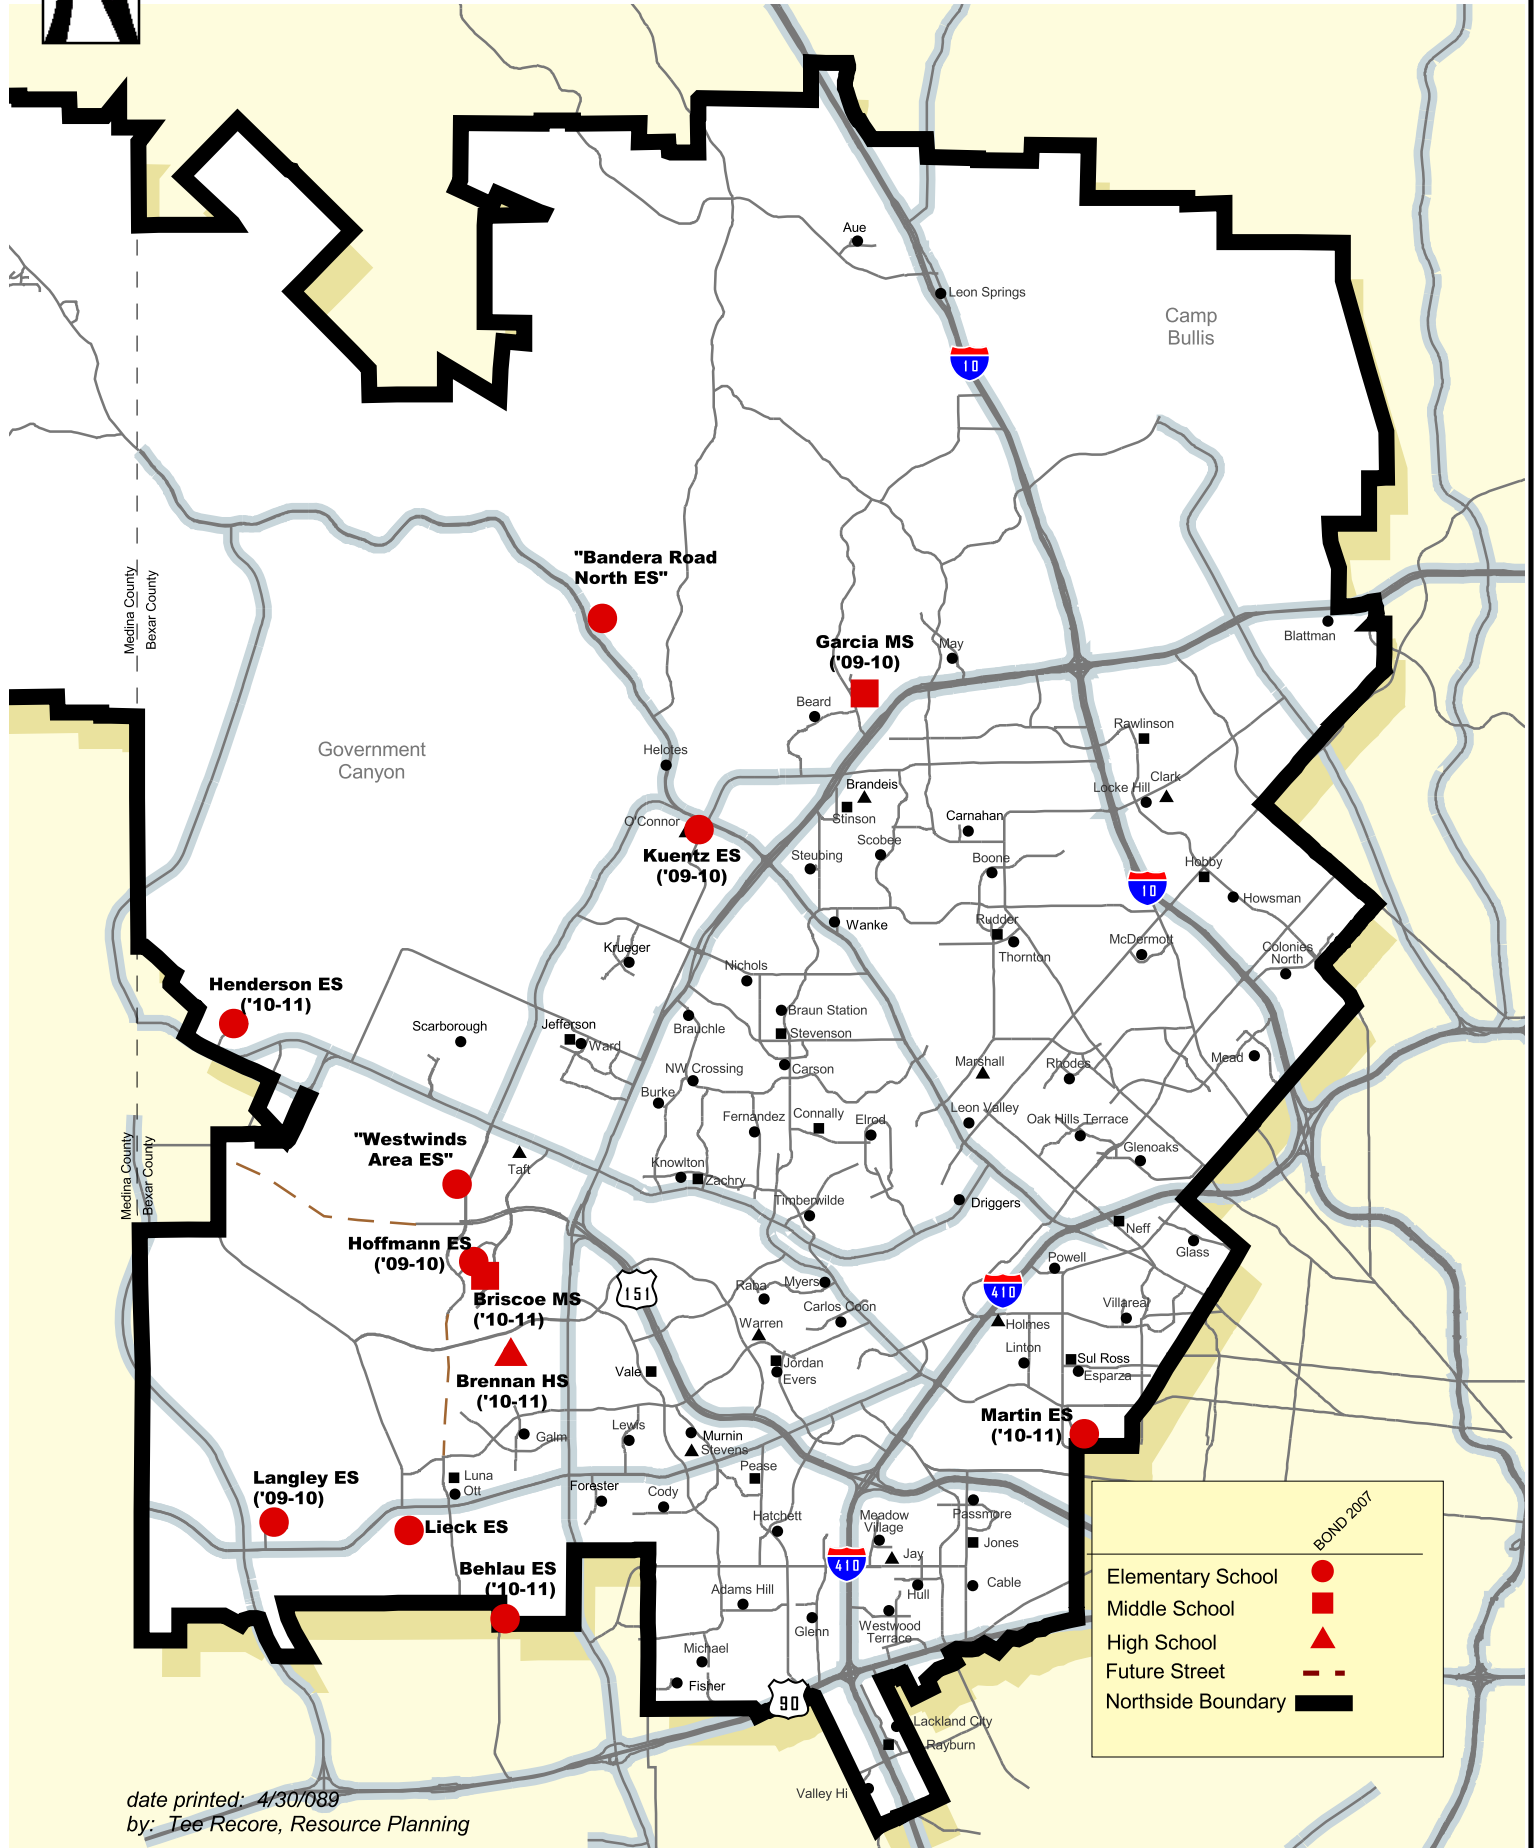 Aue
Leon Springs
Camp
Bullis
10
"Bandera Road
North ES"
Medina County
Bexar County
Blattman
Garcia MS
('09-10)
May
Beard
Rawlinson
Government
Canyon
Helotes
Brandeis
Clark
Locke Hill
Stinson
O'Connor
Carnahan
Scobee
Kuentz ES
('09-10)
Steubing
Boone
Hobby
10
Howsman
Wanke
Rudder
Thornton
McDermott
Colonies
North
Krueger
Nichols
Henderson ES
('10-11)
Scarborough
Jefferson
Ward
Brauchle
Braun Station
Stevenson
NW Crossing
Carson
Marshall
Rhodes
Mead
Burke
Fernandez
Connally
Elrod
Leon Valley
Oak Hills Terrace
Glenoaks
Medina County
Bexar County
"Westwinds
Area ES"
Taft
Knowlton
Zachry
Timberwilde
Driggers
Neff
Glass
Hoffmann ES
('09-10)
Powell
Briscoe MS
('10-11)
151
Raba
Myers
Carlos Coon
410
Villareal
Warren
Holmes
Linton
Sul Ross
Esparza
Vale
Jordan
Evers
Brennan HS
('10-11)
Martin ES
('10-11)
Galm
Lewis
Murnin
Stevens
Pease
Langley ES
('09-10)
Luna
Ott
Forester
Cody
Hatchett
Meadow
Village
Passmore
Lieck ES
Jay
Jones
Behlau ES
('10-11)
410
Hull
Cable
Adams Hill
Glenn
Westwood
Terrace
Michael
Fisher
90
Lackland City
Rayburn
Valley Hi
BOND 2007
Elementary School
Middle School
High School
Future Street
Northside Boundary
date printed: 4/30/089
by: Tee Recore, Resource Planning